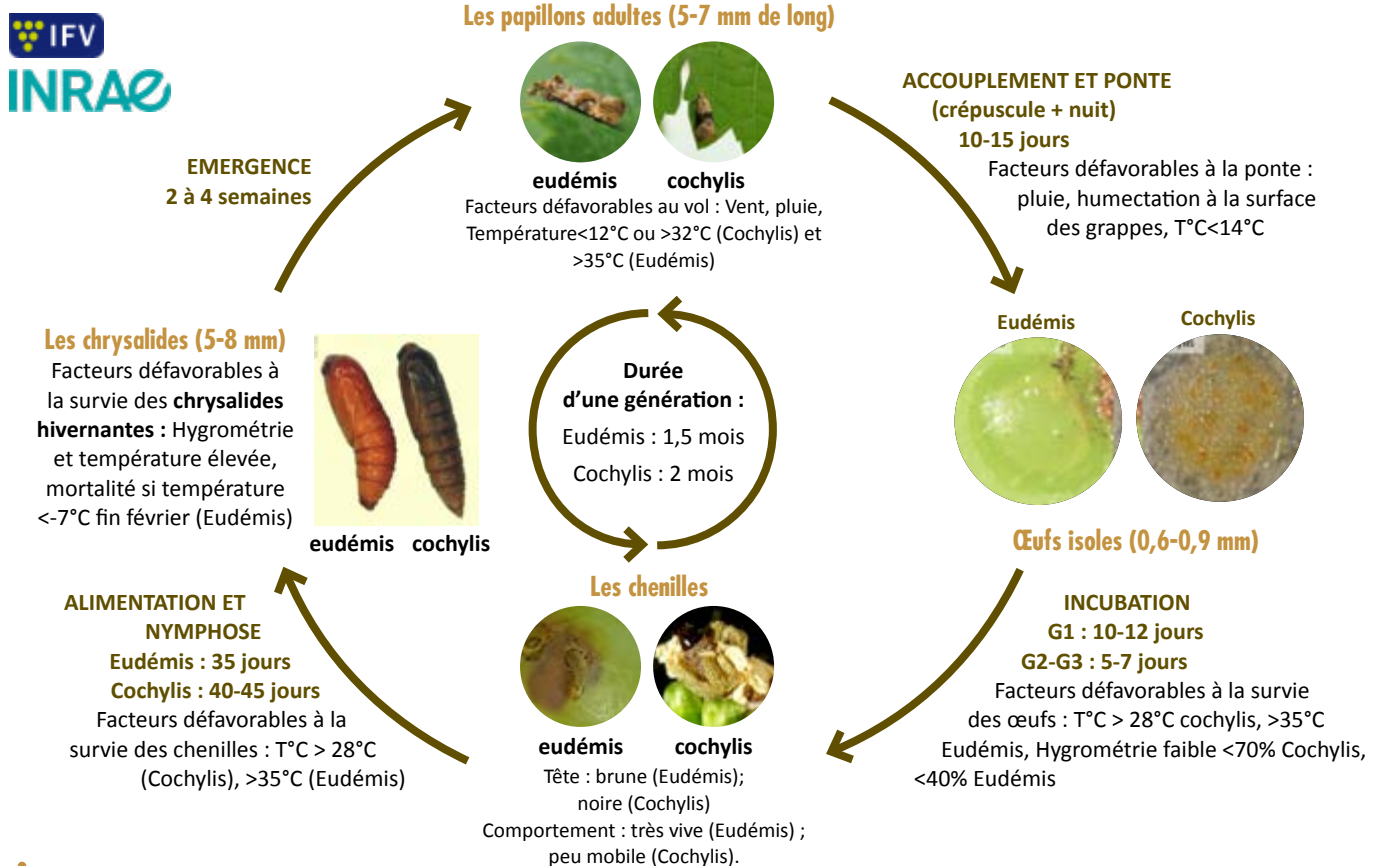 IFV
INRAE
Les papillons adultes (5-7 mm de long)
eudémis cochylis
Facteurs défavorables au vol : Vent, pluie,
Température<12°C ou >32°C (Cochylis) et
>35°C (Eudémis)
ACCOUPLEMENT ET PONTE
(crépuscule + nuit)
10-15 jours
Facteurs défavorables à la ponte :
pluie, humectation à la surface
des grappes, T°C<14°C
Eudémis
Cochylis
Œufs isoles (0,6-0,9 mm)
INCUBATION
G1 : 10-12 jours
G2-G3 : 5-7 jours
Facteurs défavorables à la survie
des œufs : T°C > 28°C cochylis, >35°C
Eudémis, Hygrométrie faible <70% Cochylis,
<40% Eudémis
Les chenilles
eudémis cochylis
Tête : brune (Eudémis);
noire (Cochylis)
Comportement : très vive (Eudémis) ;
peu mobile (Cochylis).
ALIMENTATION ET
NYMPHOSE
Eudémis : 35 jours
Cochylis : 40-45 jours
Facteurs défavorables à la
survie des chenilles : T°C > 28°C
(Cochylis), >35°C (Eudémis)
Les chrysalides (5-8 mm)
Facteurs défavorables à
la survie des chrysalides
hivernantes : Hygrométrie
et température élevée,
mortalité si température
<-7°C fin février (Eudémis)
eudémis cochylis
EMERGENCE
2 à 4 semaines
Durée
d'une génération :
Eudémis : 1,5 mois
Cochylis : 2 mois